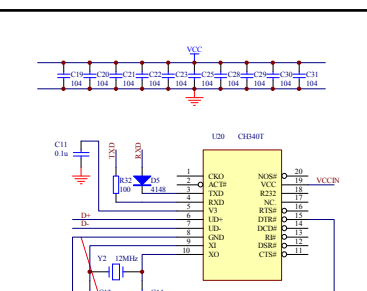 VCC
C19 C20 C21 C22 C23 C25 C28 C29 C30 C31
104 104 104 104 104 104 104 104 104 104
U20 CH340T
C11
0.1u
TXD
RXD
R32
100
D5
4148
1 CKO NOS# 20
2 ACT# VCC 19 VCCIN
3 TXD R232 18
4 RXD NC. 17
5 V3 RTS# 16
D+ 6 UD+ DTR# 15
D- 7 UD- DCD# 14
8 GND RI# 13
9 XI DSR# 12
10 XO CTS# 11
Y2 12MHz